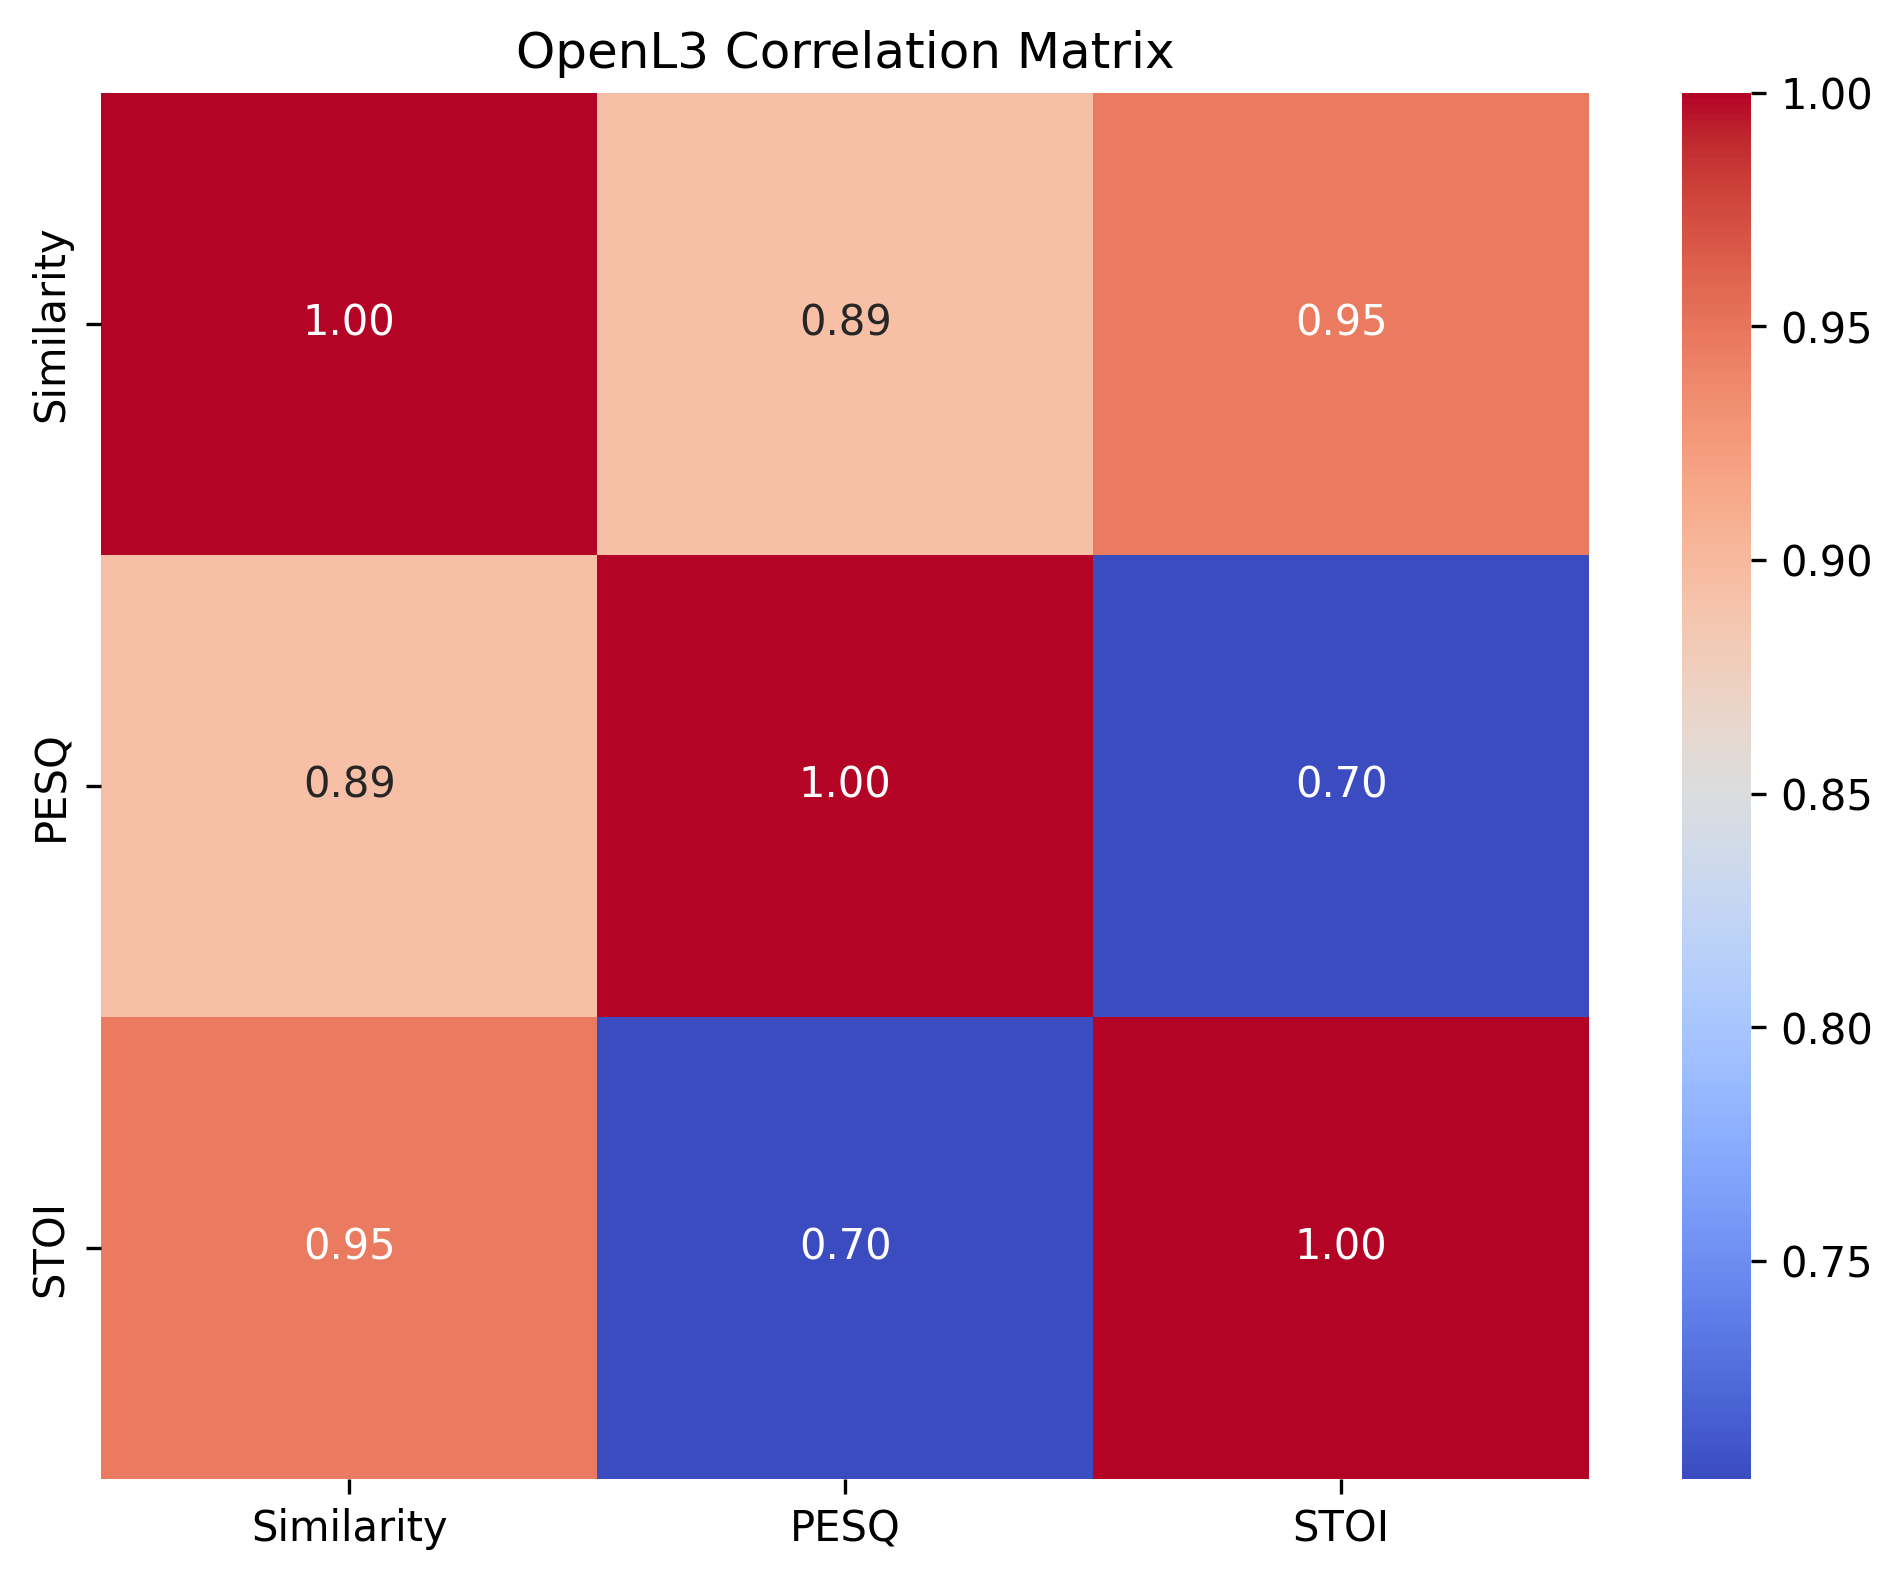 OpenL3 Correlation Matrix
Similarity
1.00 0.89 0.95
PESQ
0.89 1.00 0.70
STOI
0.95 0.70 1.00
Similarity PESQ STOI
1.00
0.95
0.90
0.85
0.80
0.75